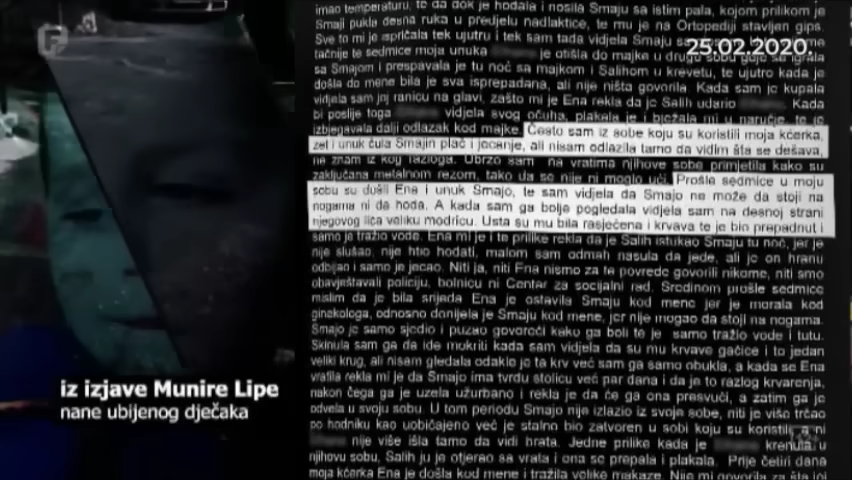 imao temperaturu, te da dok je hodala i nosila Smaju sa istim pala, kojom prilikom je
Smaji pukla desna ruka u predjelu nadlaktice, te mu je na Ortopediji stavljen gips.
Sve to mi je ispričala tek ujutru i tek sam tada vidjela Smaju sa
25.02.2020.
tačnije te sedmice moja unuka je otišla do majke u drugu sobu gdje se igrala
sa Smajom i prespavala je tu noć sa majkom i Salihom u krevetu, te ujutro kada je
došla do mene bila je sva isprepadana, ali nije ništa govorila. Kada sam je kupala
vidjela sam joj ranicu na glavi, zašto mi je Ena rekla da je Salih udario Kada
bi poslije toga vidjela svog očuha, plakala je i bježala mi u naručje, te je
izbjegavala dalji odlazak kod majke. Često sam iz sobe koju su koristili moja kćerka,
zet i unuk čula Smajin plač i jecanje, ali nisam odlazila tamo da vidim šta se dešava,
na znam iz kog razloga. Ubrzo sam na vratima njihove sobe primjetila kako su
zaključana metalnom rezom, tako da se nije ni moglo ući. Prošle sedmice u moju
sobu su došli Ena i unuk Smajo, te sam vidjela da Smajo ne može da stoji na
nogama ni da hoda. A kada sam ga bolje pogledala vidjela sam na desnoj strani
njegovog lica veliku modricu. Usta su mu bila rasječena i krvava te je bio prepadnut i
samo je tražio vode. Ena mi je i te prilike rekla da je Salih istukao Smaju tu noć, jer je
nije slušao, nije htio hodati, malom sam odmah nasula da jede, ali je on hranu
odbijao i samo je jecao. Niti ja, niti Ena nismo za te povrede govorili nikome, niti smo
obavještavali policiju, bolnicu ni Centar za socijalni rad. Sredinom prošle sedmice
mislim da je bila srijeda Ena je ostavila Smaju kod mene jer je morala kod
ginekologa, odnosno donijela je Smaju kod mene, jer nije mogao da stoji na nogama.
Smajo je samo sjedio i puzao govoreći kako ga boli te je samo tražio vode i tutu.
Skinula sam ga da ide mokriti kada sam vidjela da su mu krvave gaćice i to jedan
veliki krug, ali nisam gledala odakle je ta krv već sam ga samo obukla, a kada se Ena
vratila rekla mi je da Smajo ima tvrdu stolicu već par dana i da je to razlog krvarenja,
nakon čega ga je uzela užurbano i rekla je da će ga ona presvući, a zatim ga je
odvela u svoju sobu. U tom periodu Smajo nije izlazio iz svoje sobe, niti je više trčao
po hodniku kao uobičajeno već je stalno bio zatvoren u sobi koju su koristili, a ni
nije više išla tamo da vidi brata. Jedne prilike kada je krenula u
njihovu sobu, Salih ju je otjerao sa vrata i ona se prepala i plakala. Prije četiri dana
moja kćerka Ena je došla kod mene i tražila velike makaze. Nije mi govorila za šta joj
iz izjave Munire Lipe
nane ubijenog dječaka